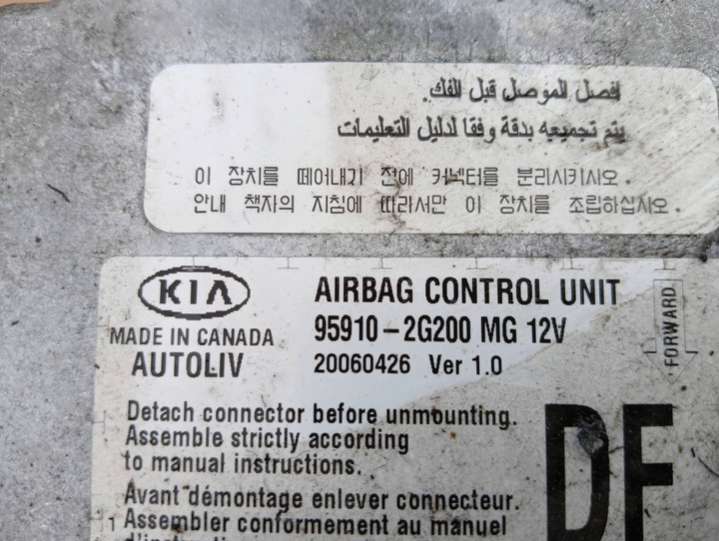 افصل الموصل قبل الفك.
يتم تجميعه بدقة وفقا لدليل التعليمات
이 장치를 떼어내기 전에 커넥터를 분리시키시오.
안내 책자의 지침에 따라서만 이 장치를 조립하십시오.
KIA
AIRBAG CONTROL UNIT
MADE IN CANADA
95910-2G200 MG 12V
AUTOLIV
20060426 Ver 1.0
FORWARD
Detach connector before unmounting.
Assemble strictly according
to manual instructions.
DF
Avant démontage enlever connecteur.
Assembler conformement au manuel
d'instruction